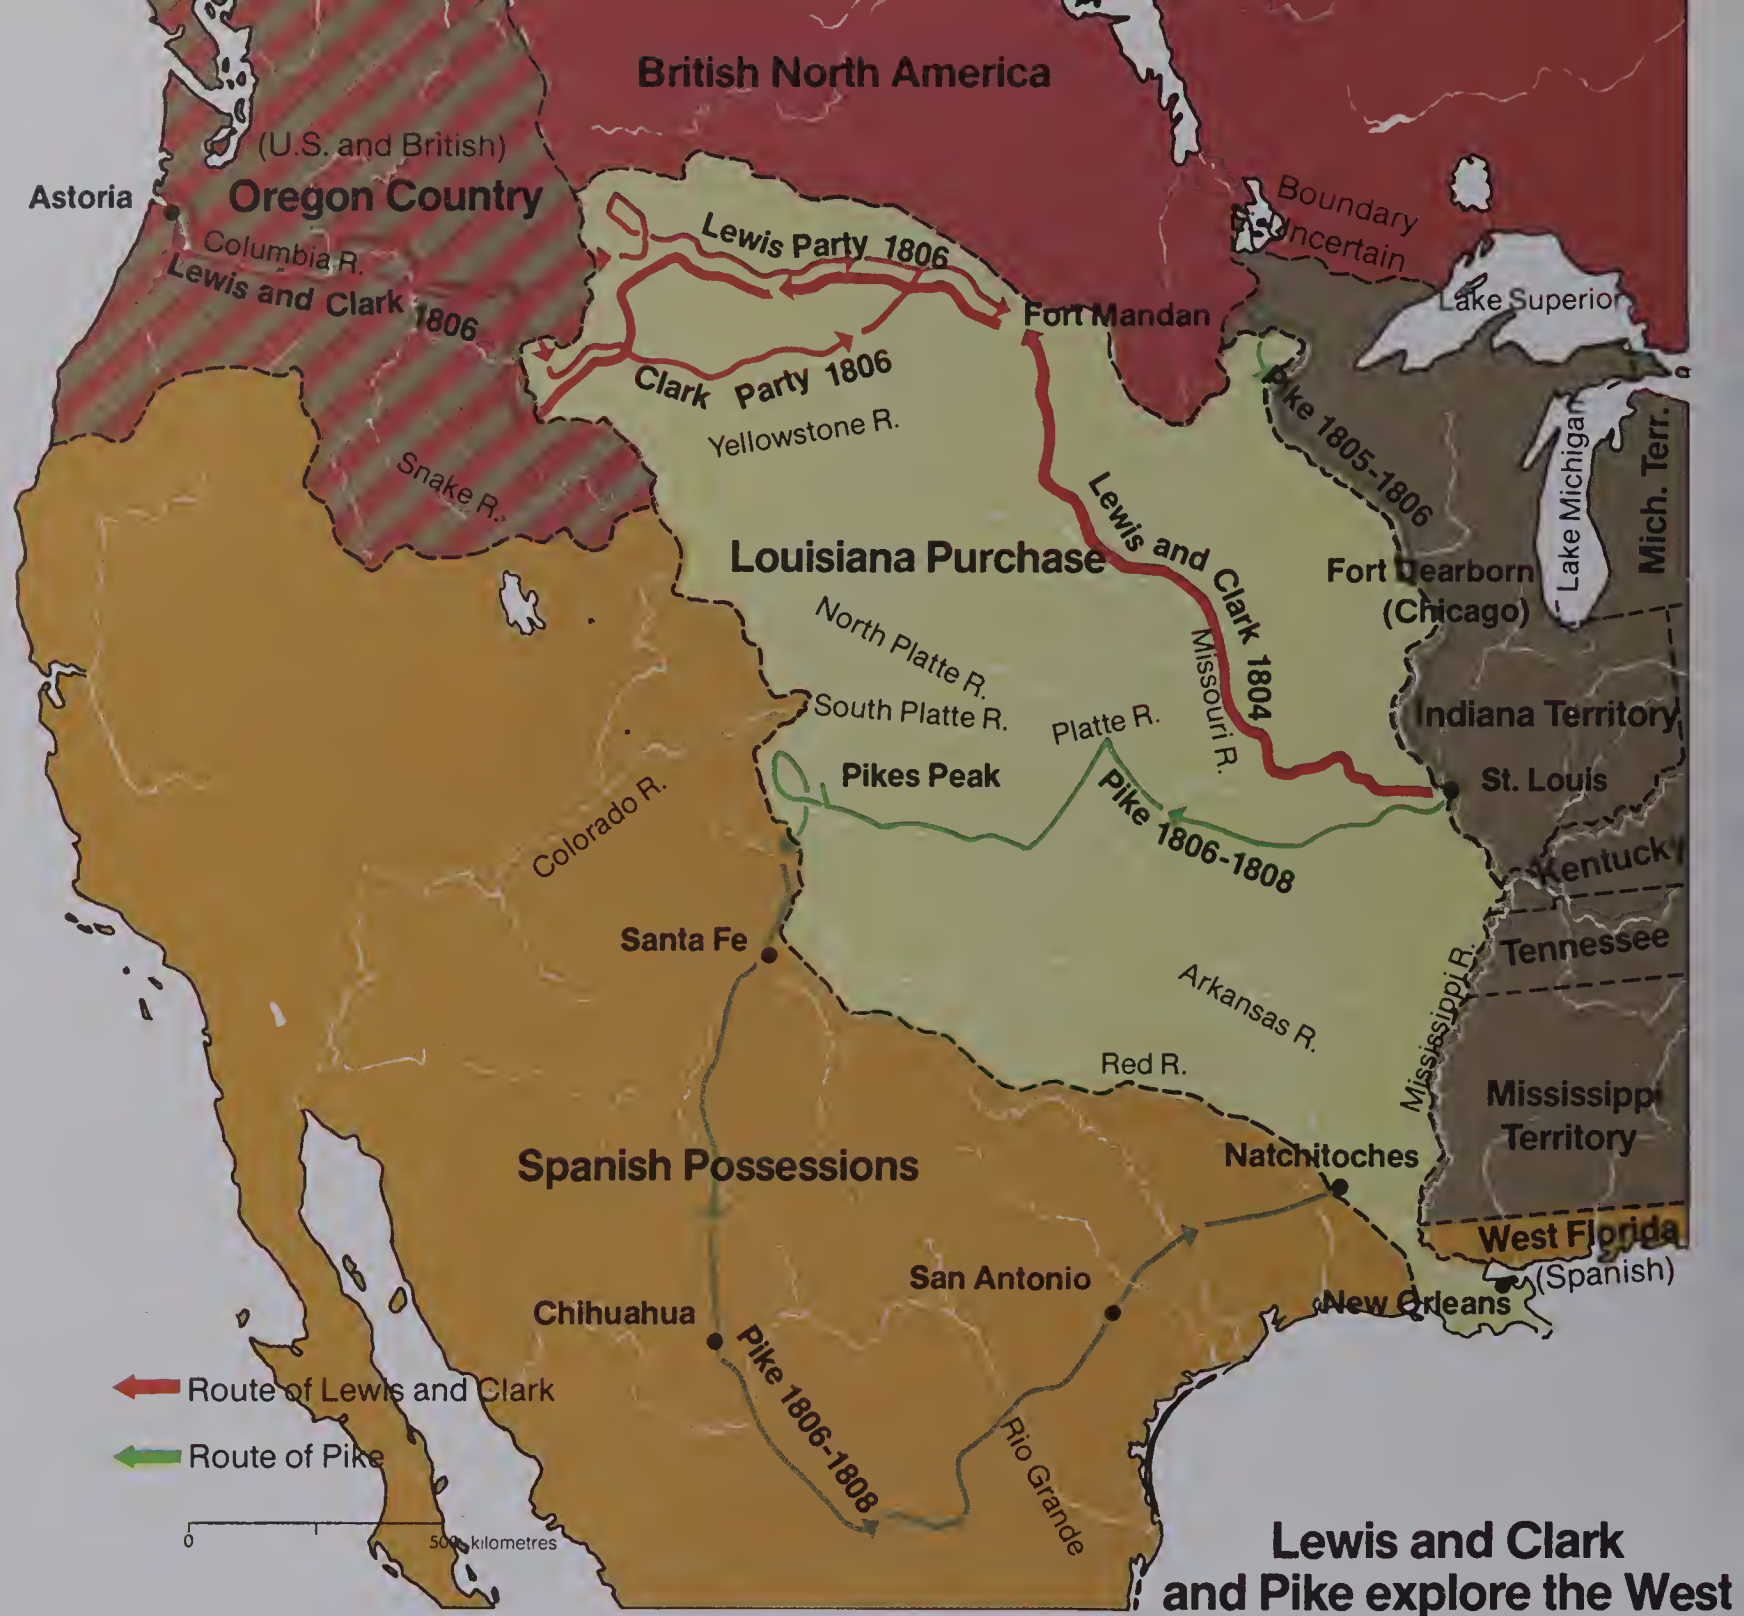 British North America
(U.S. and British)
Oregon Country
Astoria
Columbia R.
Lewis and Clark 1806
Boundary
Uncertain
Lake Superior
Lewis Party 1806
Fort Mandan
Clark Party 1806
Yellowstone R.
Pike 1805-1806
Lake Michigan
Mich. Terr.
Snake R.
Louisiana Purchase
Lewis and Clark 1804
Fort Dearborn
(Chicago)
North Platte R.
South Platte R.
Platte R.
Missouri R.
Indiana Territory
Pikes Peak
St. Louis
Pike 1806-1808
Colorado R.
Kentucky
Santa Fe
Tennessee
Arkansas R.
Mississippi R.
Red R.
Mississippi
Territory
Spanish Possessions
Natchitoches
West Florida
(Spanish)
San Antonio
New Orleans
Chihuahua
Pike 1806-1808
Rio Grande
Route of Lewis and Clark
Route of Pike
0 500 kilometres
Lewis and Clark
and Pike explore the West